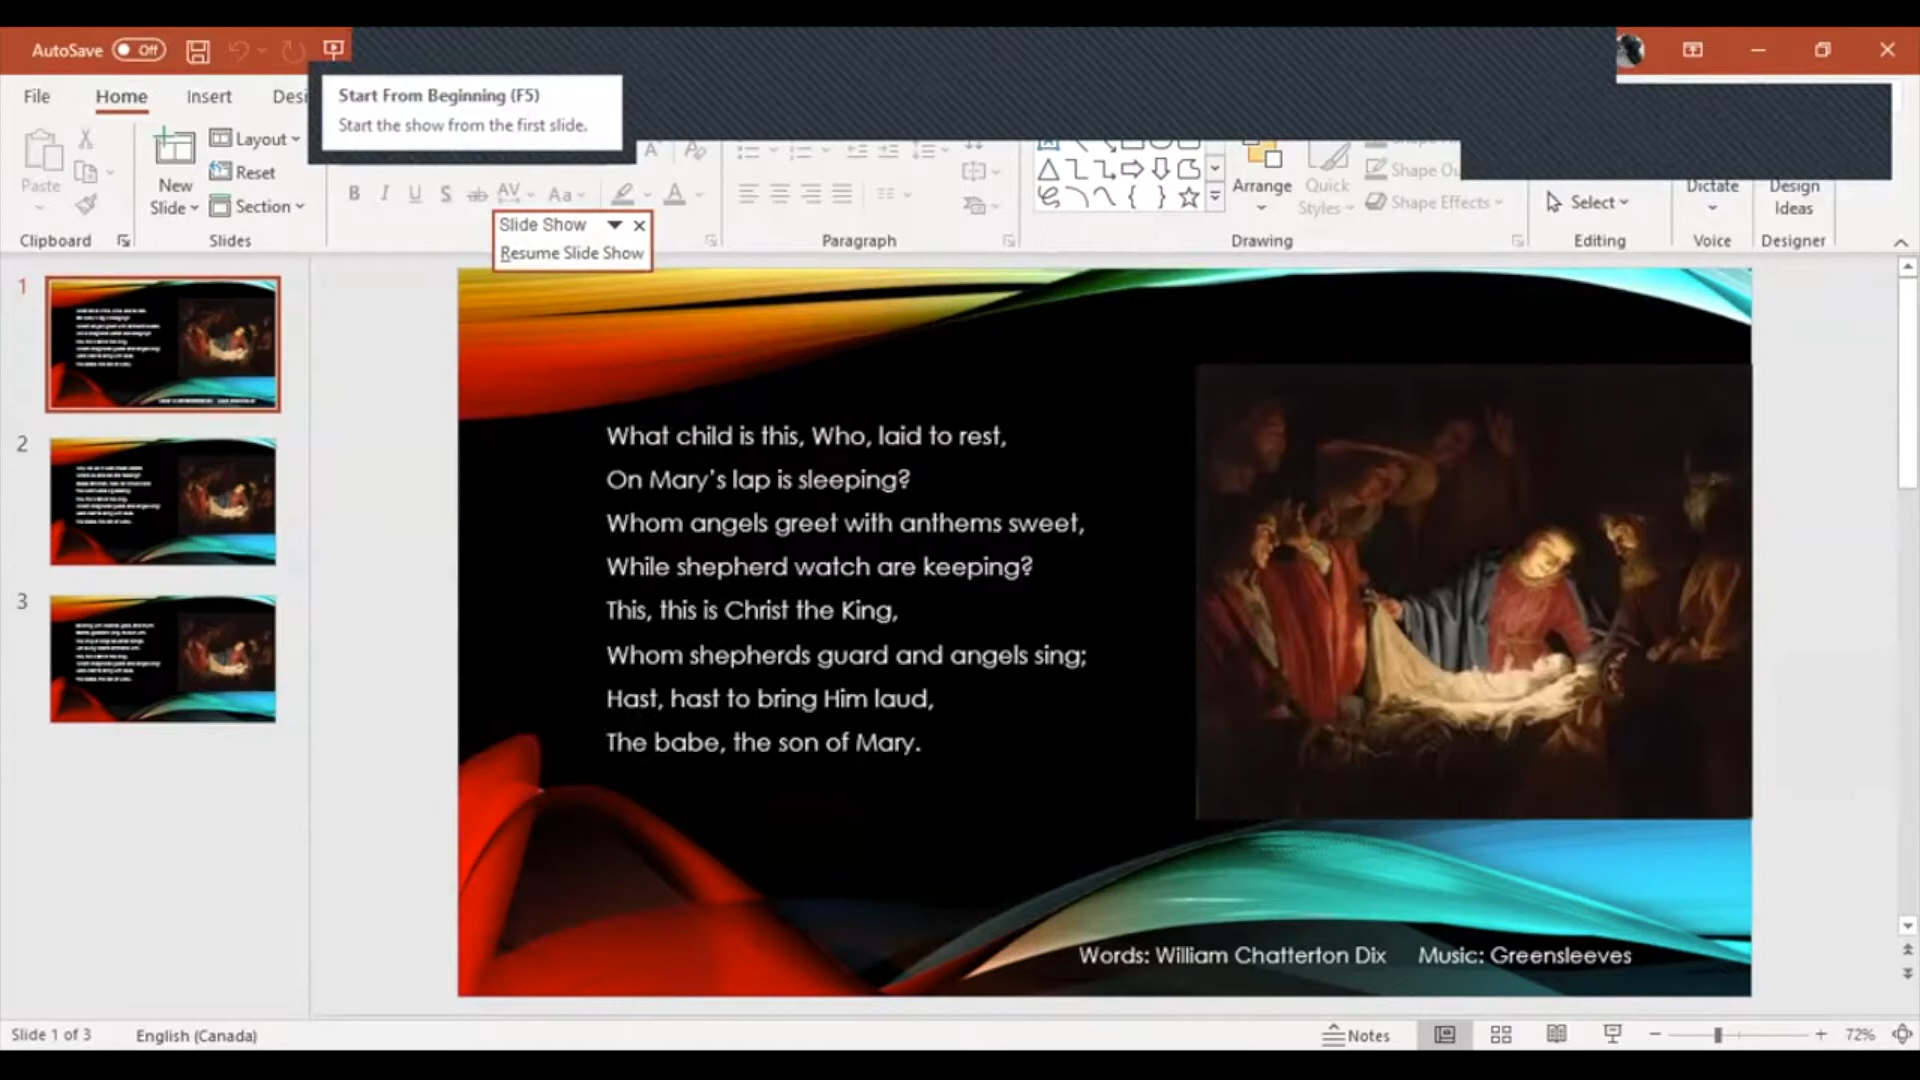 AutoSave Off
File Home Insert Desi
Start From Beginning (F5)
Start the show from the first slide.
Paste
Clipboard
New
Slide
Layout
Reset
Section
Slides
B I U S ab AV Aa A
Paragraph
Arrange
Quick
Styles
Shape Effects
Drawing
Select
Editing
Dictate
Voice
Design
Ideas
Designer
Slide Show
Resume Slide Show
1
2
3
What child is this, Who, laid to rest,
On Mary's lap is sleeping?
Whom angels greet with anthems sweet,
While shepherd watch are keeping?
This, this is Christ the King,
Whom shepherds guard and angels sing;
Hast, hast to bring Him laud,
The babe, the son of Mary.
Words: William Chatterton Dix Music: Greensleeves
Slide 1 of 3 English (Canada) Notes 72%